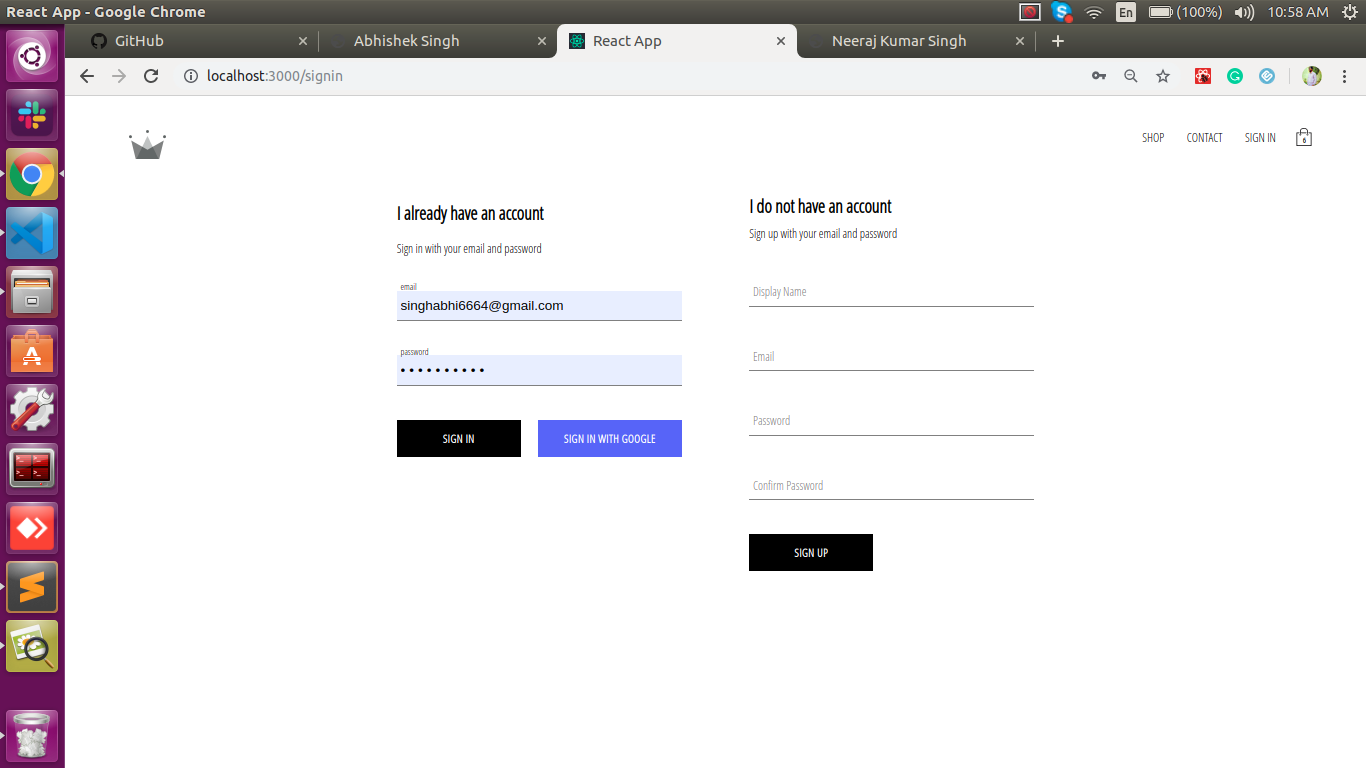 React App - Google Chrome
En (100%) 10:58 AM
GitHub Abhishek Singh React App Neeraj Kumar Singh
localhost:3000/signin
SHOP CONTACT SIGN IN 6
I already have an account
Sign in with your email and password
email
singhabhi6664@gmail.com
password
••••••••••
SIGN IN SIGN IN WITH GOOGLE
I do not have an account
Sign up with your email and password
Display Name
Email
Password
Confirm Password
SIGN UP